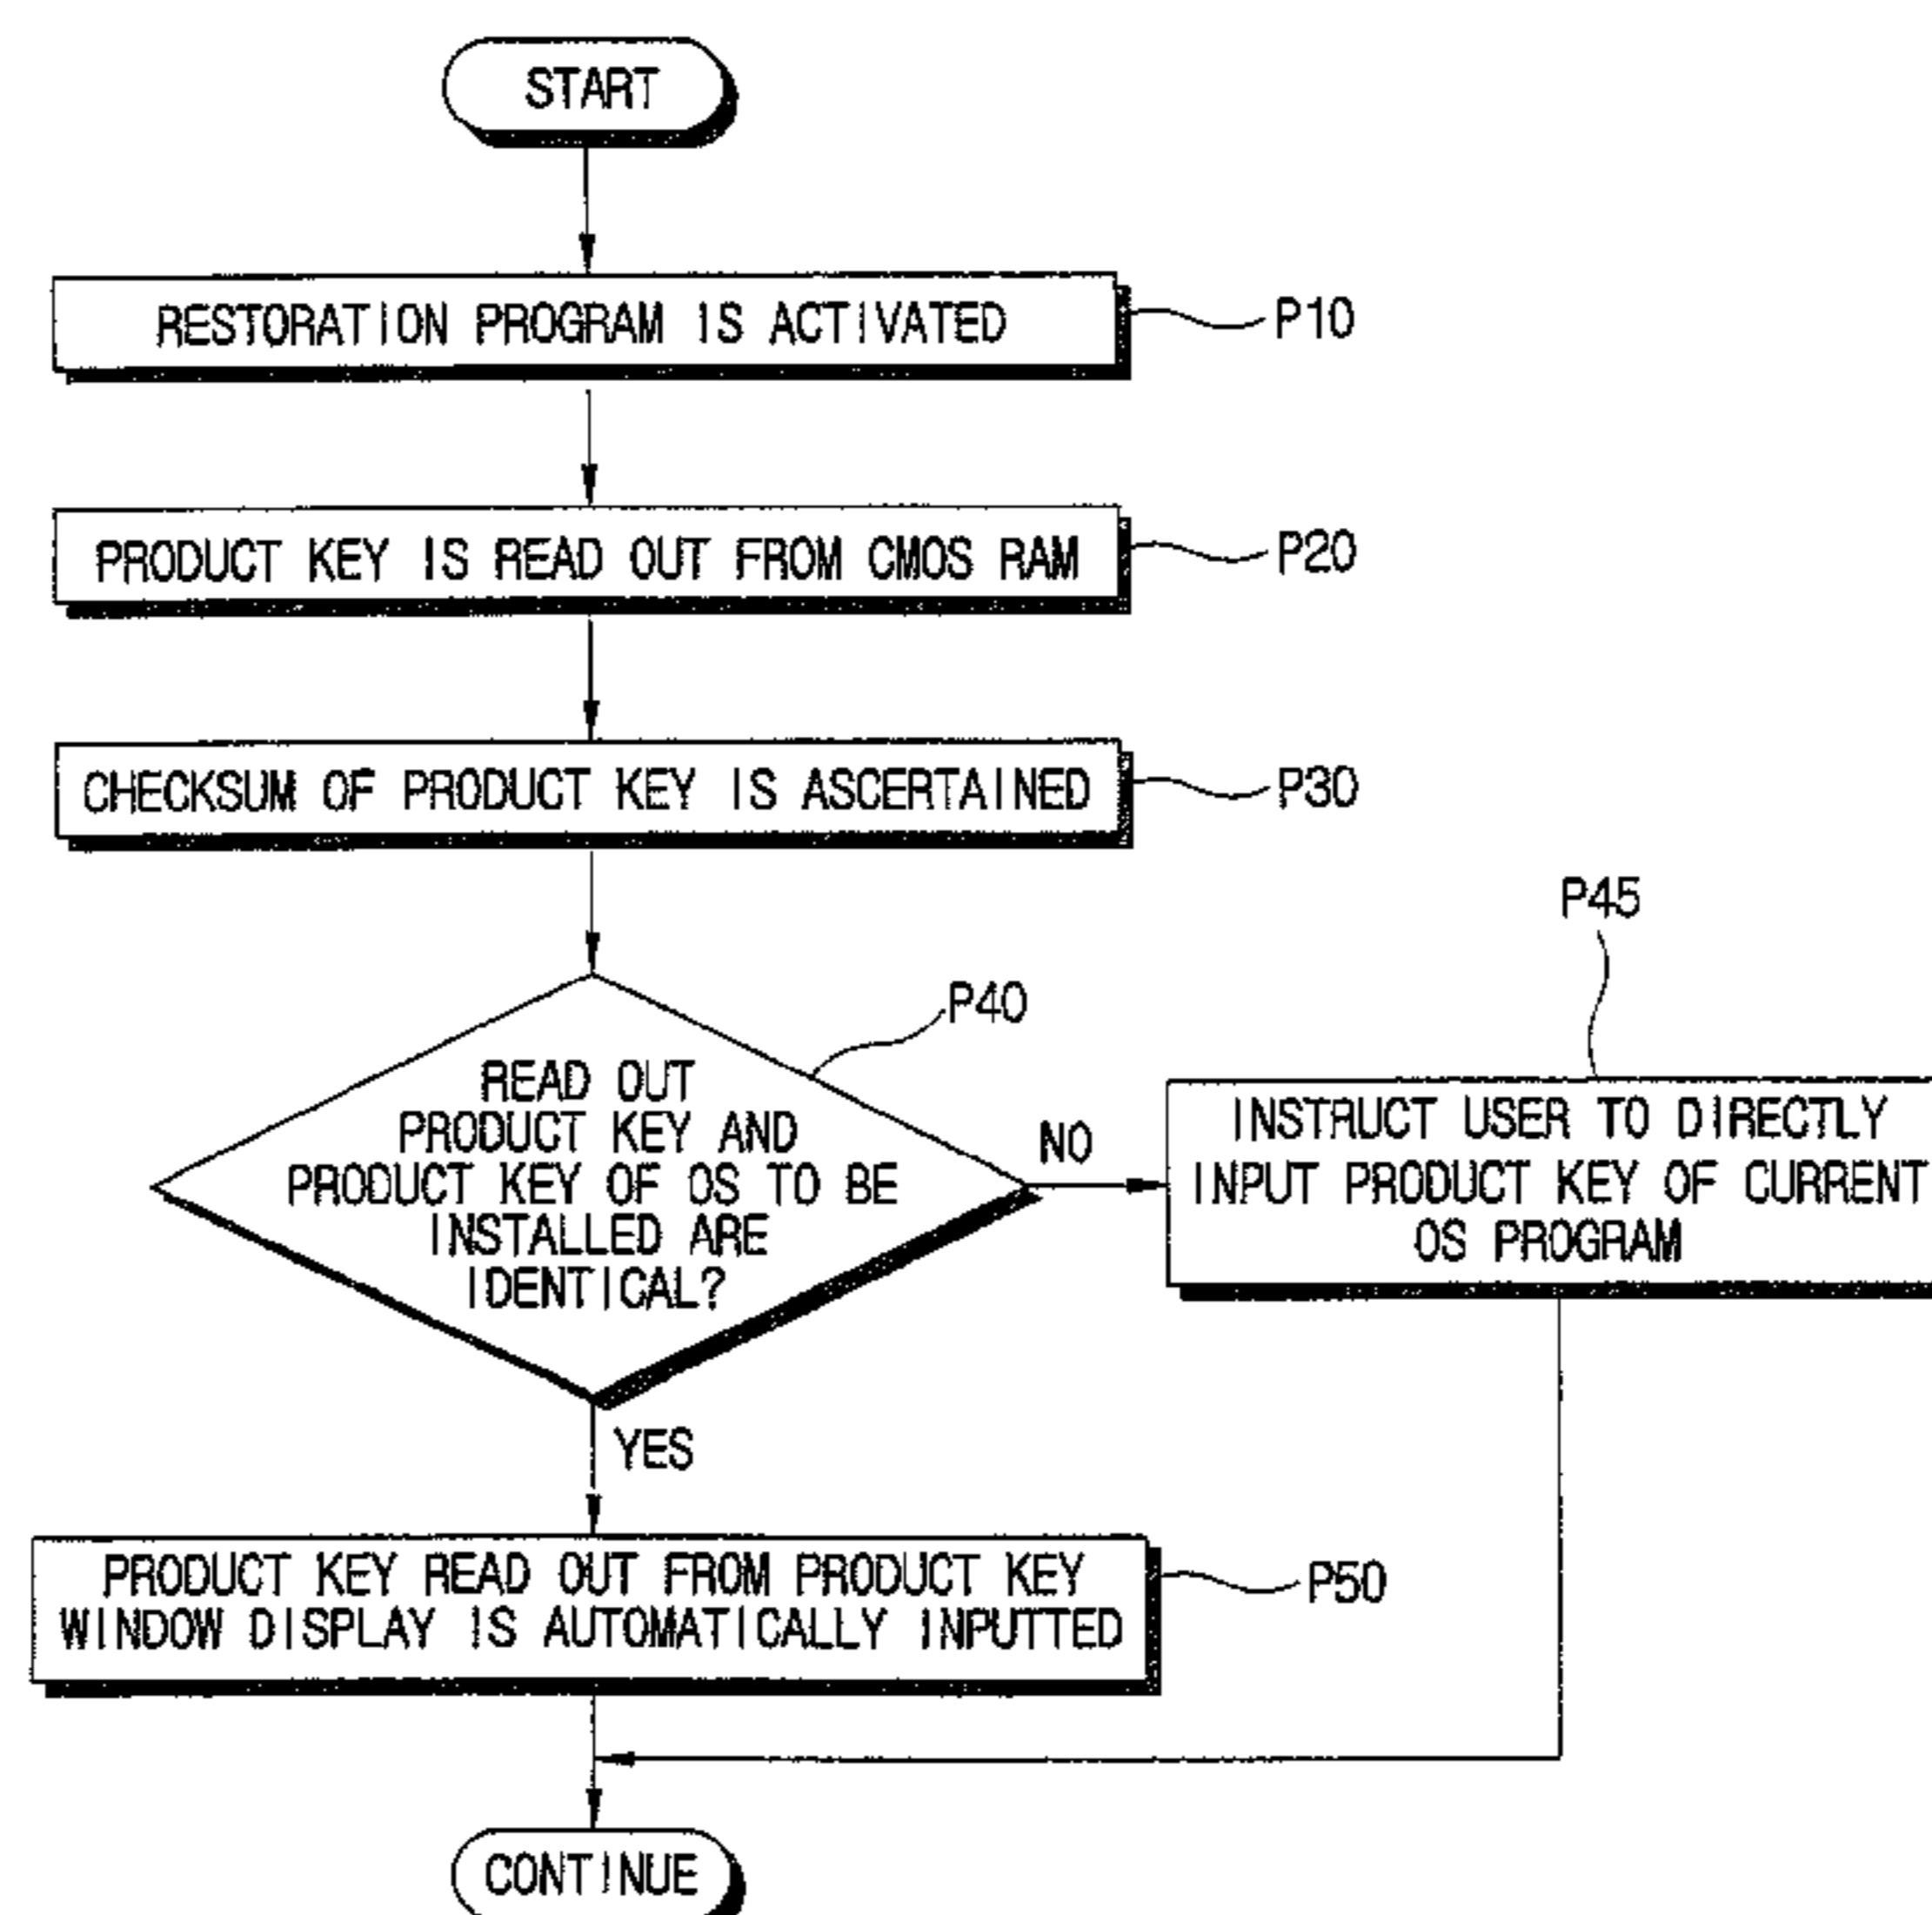 START
RESTORATION PROGRAM IS ACTIVATED
P10
PRODUCT KEY IS READ OUT FROM CMOS RAM
P20
CHECKSUM OF PRODUCT KEY IS ASCERTAINED
P30
P45
P40
READ OUT
PRODUCT KEY AND
PRODUCT KEY OF OS TO BE
INSTALLED ARE
IDENTICAL?
NO
INSTRUCT USER TO DIRECTLY
INPUT PRODUCT KEY OF CURRENT
OS PROGRAM
YES
PRODUCT KEY READ OUT FROM PRODUCT KEY
WINDOW DISPLAY IS AUTOMATICALLY INPUTTED
P50
CONTINUE